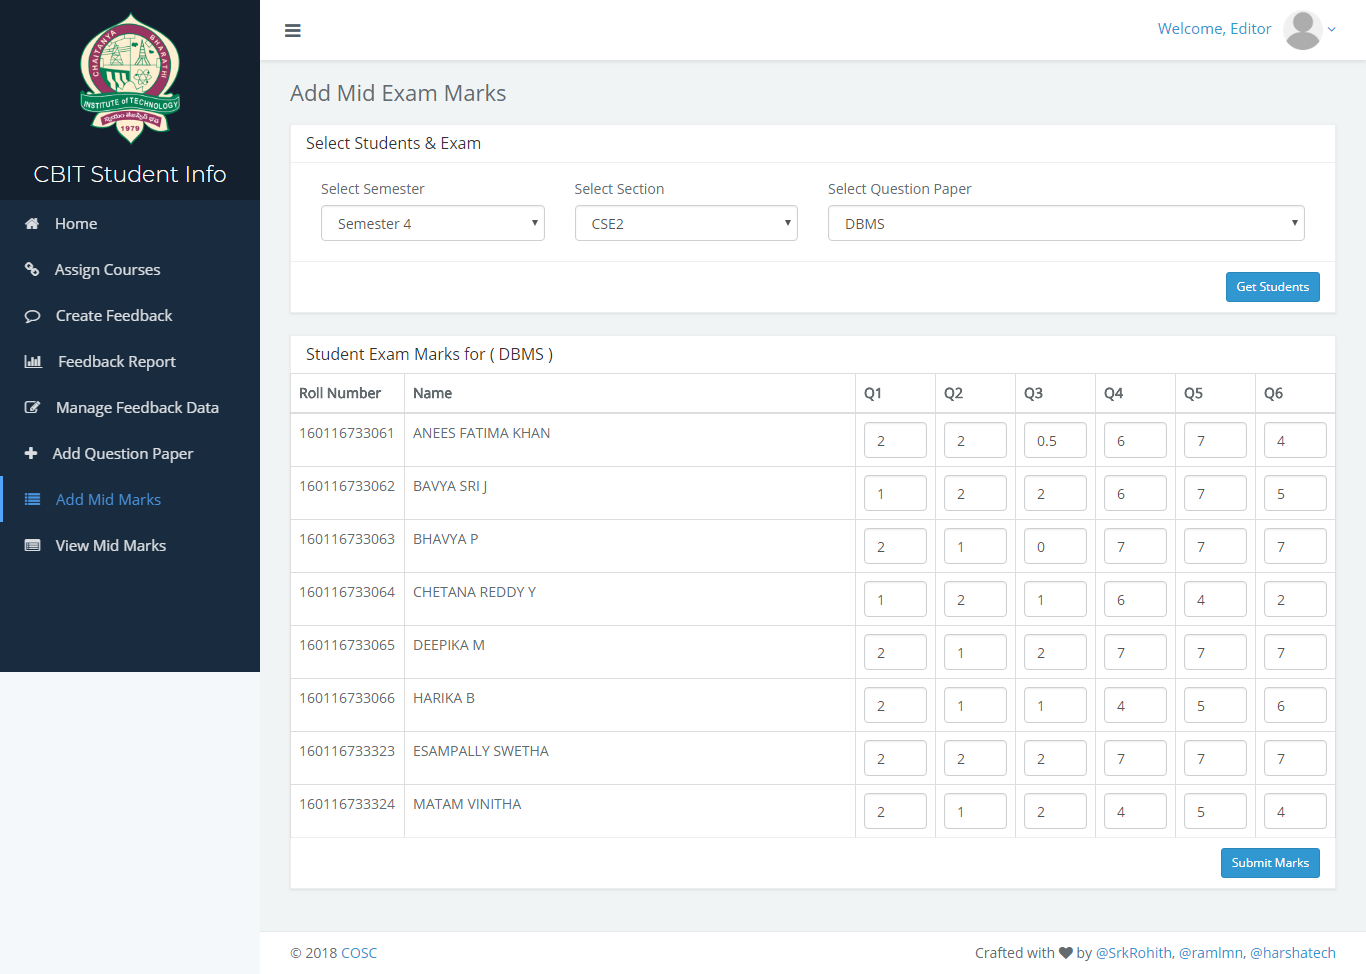 CHAITANYA BHARATHI
INSTITUTE of TECHNOLOGY
1979
CBIT Student Info
Home
Assign Courses
Create Feedback
Feedback Report
Manage Feedback Data
Add Question Paper
Add Mid Marks
View Mid Marks
Welcome, Editor
Add Mid Exam Marks
Select Students & Exam
Select Semester Select Section Select Question Paper
Semester 4 CSE2 DBMS
Get Students
Student Exam Marks for ( DBMS )
Roll Number Name Q1 Q2 Q3 Q4 Q5 Q6
160116733061 ANEES FATIMA KHAN 2 2 0.5 6 7 4
160116733062 BAVYA SRI J 1 2 2 6 7 5
160116733063 BHAVYA P 2 1 0 7 7 7
160116733064 CHETANA REDDY Y 1 2 1 6 4 2
160116733065 DEEPIKA M 2 1 2 7 7 7
160116733066 HARIKA B 2 1 1 4 5 6
160116733323 ESAMPALLY SWETHA 2 2 2 7 7 7
160116733324 MATAM VINITHA 2 1 2 4 5 4
Submit Marks
© 2018 COSC
Crafted with ♥ by @SrkRohith, @ramlmn, @harshatech